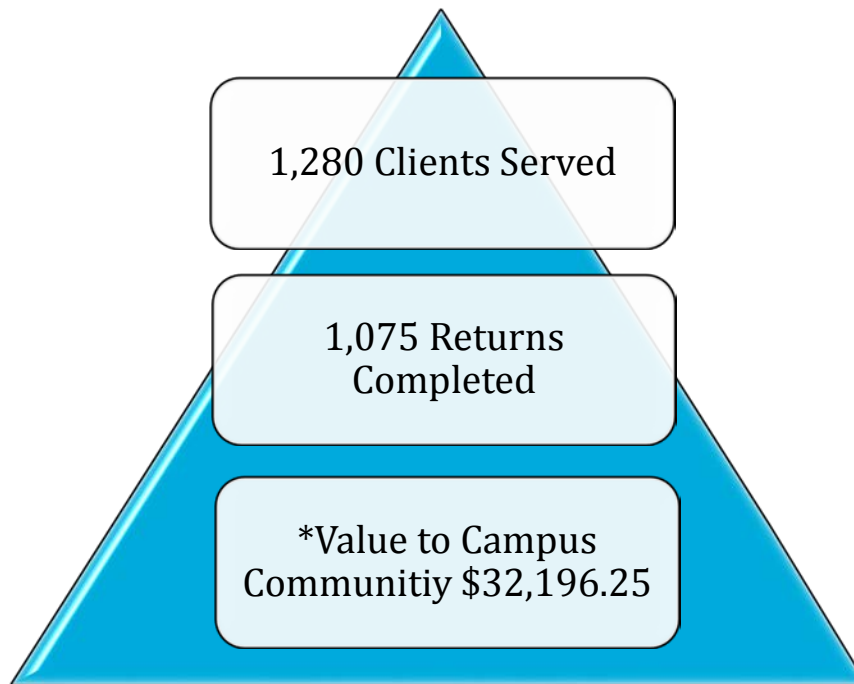 1,280 Clients Served
1,075 Returns
Completed
*Value to Campus
Communitiy $32,196.25